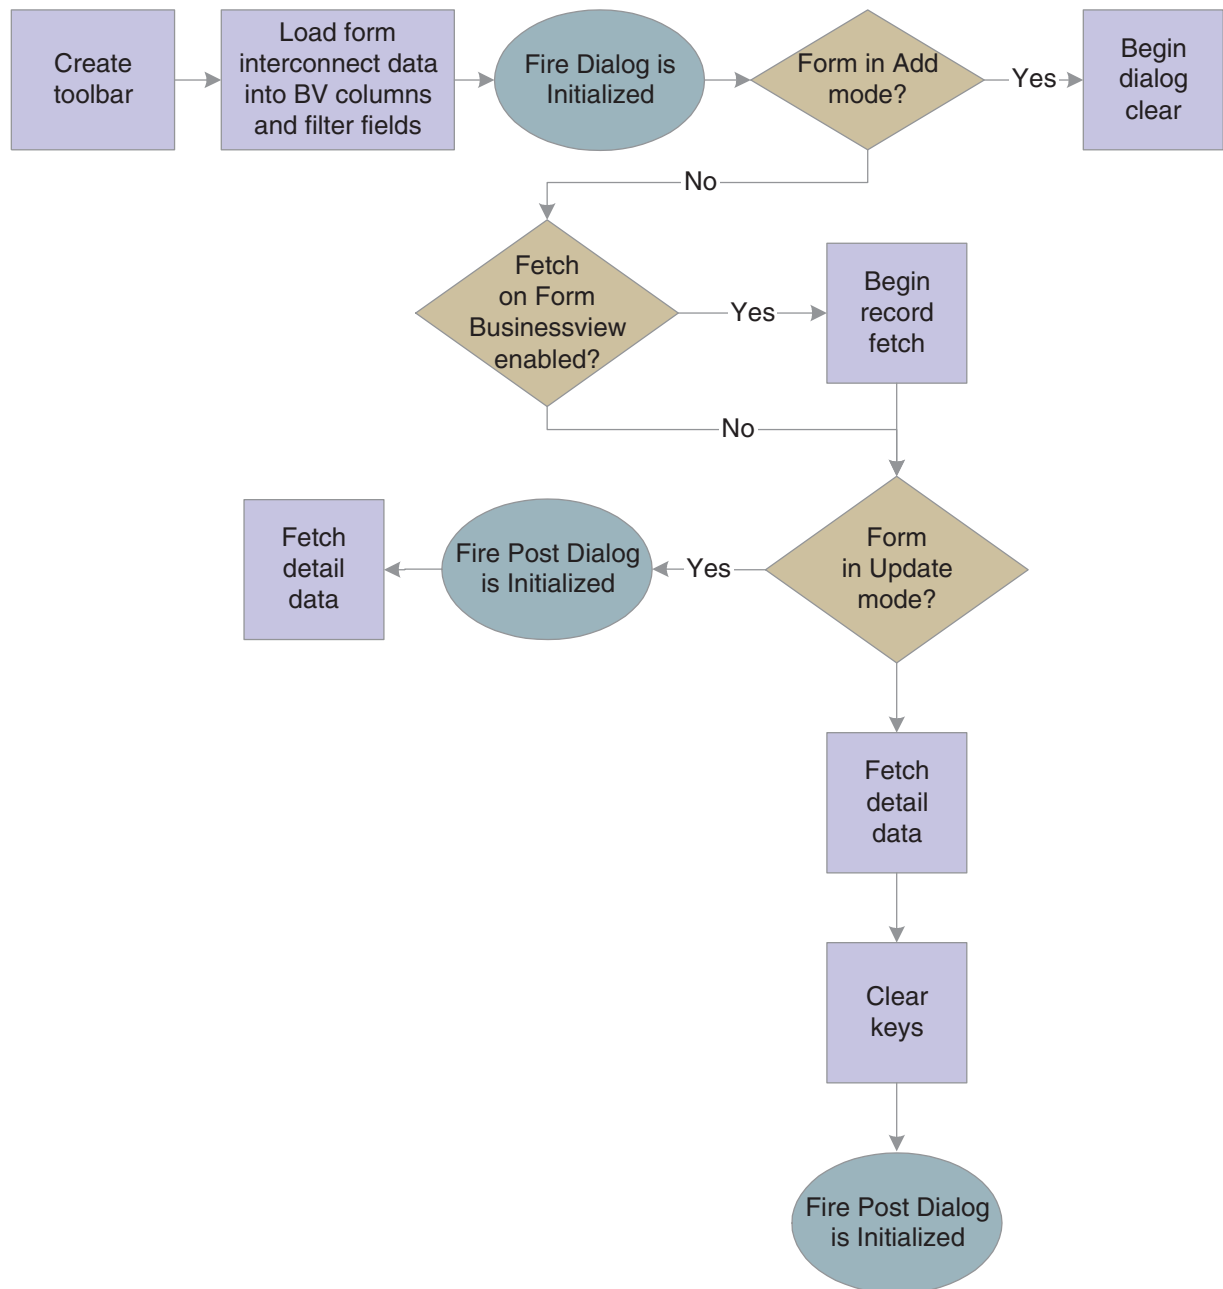 Create
toolbar
Load form
interconnect data
into BV columns
and filter fields
Fire Dialog is
Initialized
Form in Add
mode?
Yes
Begin
dialog
clear
No
Fetch
on Form
Businessview
enabled?
Yes
Begin
record
fetch
No
Form
in Update
mode?
Yes
Fire Post Dialog
is Initialized
Fetch
detail
data
Fetch
detail
data
Clear
keys
Fire Post Dialog
is Initialized